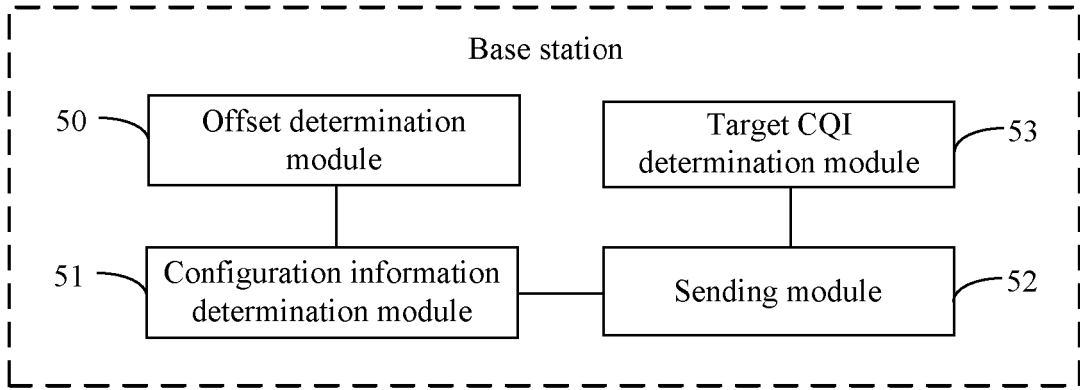 Base station
50
Offset determination
module
Target CQI
determination module
53
51
Configuration information
determination module
Sending module
52